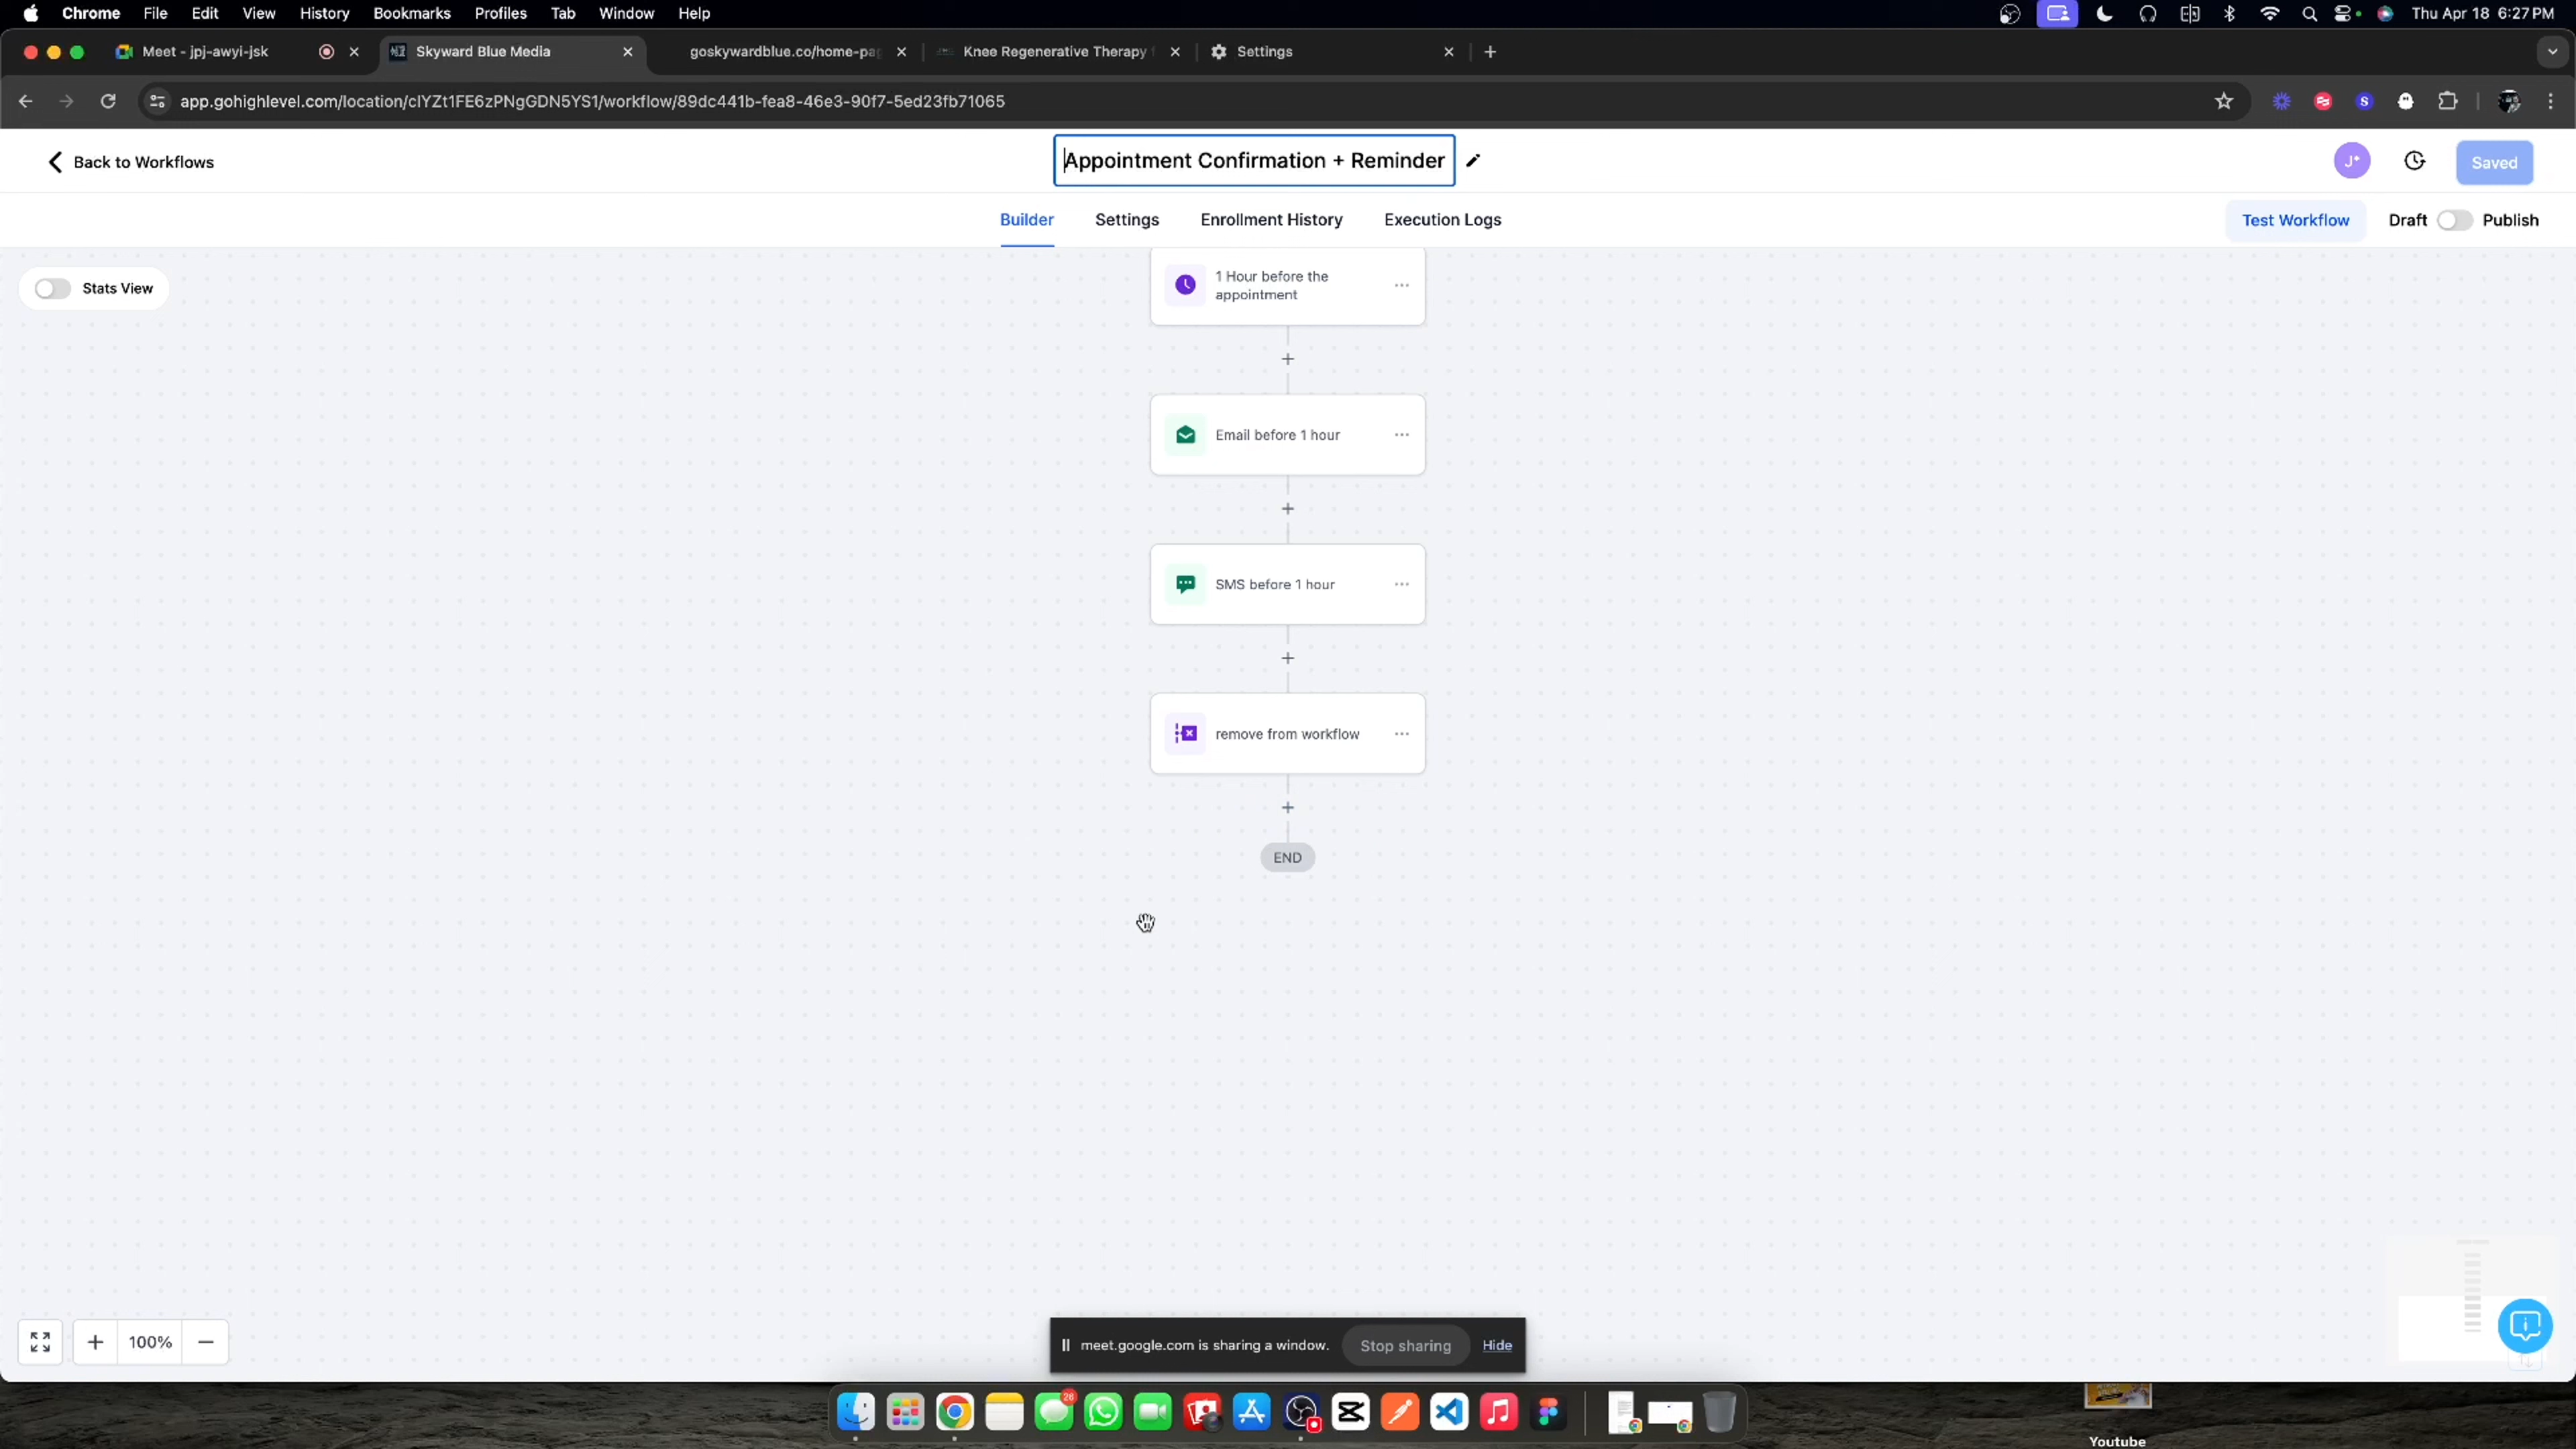 Chrome File Edit View History Bookmarks Profiles Tab Window Help Thu Apr 18 6:27 PM
Meet - jpj-awyi-jsk Skyward Blue Media goskywardblue.co/home-pag Knee Regenerative Therapy Settings
app.gohighlevel.com/location/cIYZt1FE6zPNgGDN5YS1/workflow/89dc441b-fea8-46e3-90f7-5ed23fb71065
Back to Workflows Appointment Confirmation + Reminder Saved
Builder Settings Enrollment History Execution Logs Test Workflow Draft Publish
Stats View
1 Hour before the
appointment
Email before 1 hour
SMS before 1 hour
remove from workflow
END
100%
meet.google.com is sharing a window. Stop sharing Hide
28
Youtube